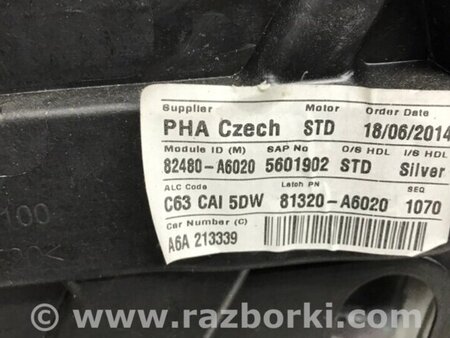 Supplier Motor Order Date
PHA Czech STD 18/06/2014
Module ID (M) SAP No O/S HDL I/S HDL
82480-A6020 5601902 STD Silver
ALC Code Latch PN SEQ
C63 CAI 5DW 81320-A6020 1070
Car Number (C)
A6A 213339
100
www.razborki.com